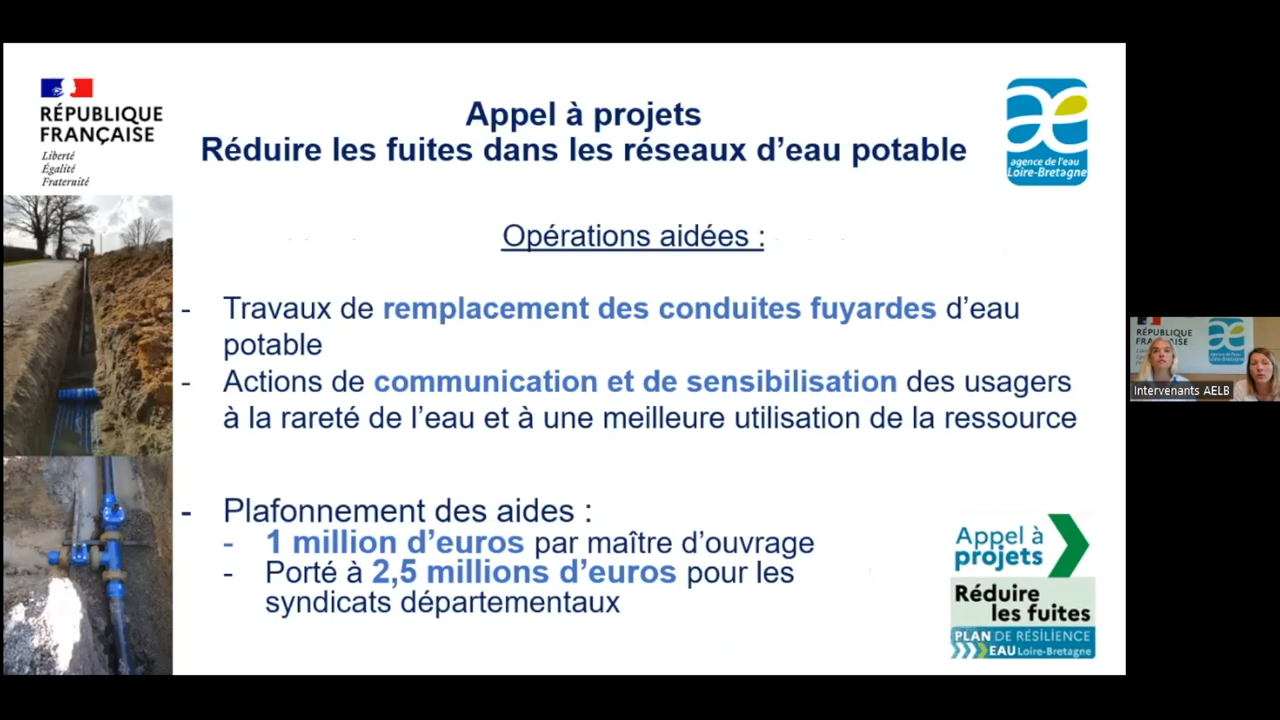 RÉPUBLIQUE
FRANÇAISE
Liberté
Égalité
Fraternité
Appel à projets
Réduire les fuites dans les réseaux d’eau potable
agence de l'eau
Loire-Bretagne
Opérations aidées :
- Travaux de remplacement des conduites fuyardes d’eau
potable
- Actions de communication et de sensibilisation des usagers
à la rareté de l’eau et à une meilleure utilisation de la ressource
- Plafonnement des aides :
- 1 million d’euros par maître d’ouvrage
- Porté à 2,5 millions d’euros pour les
syndicats départementaux
Appel à
projets
Réduire
les fuites
PLAN DE RÉSILIENCE
EAU Loire-Bretagne
RÉPUBLIQUE
Intervenants AELB